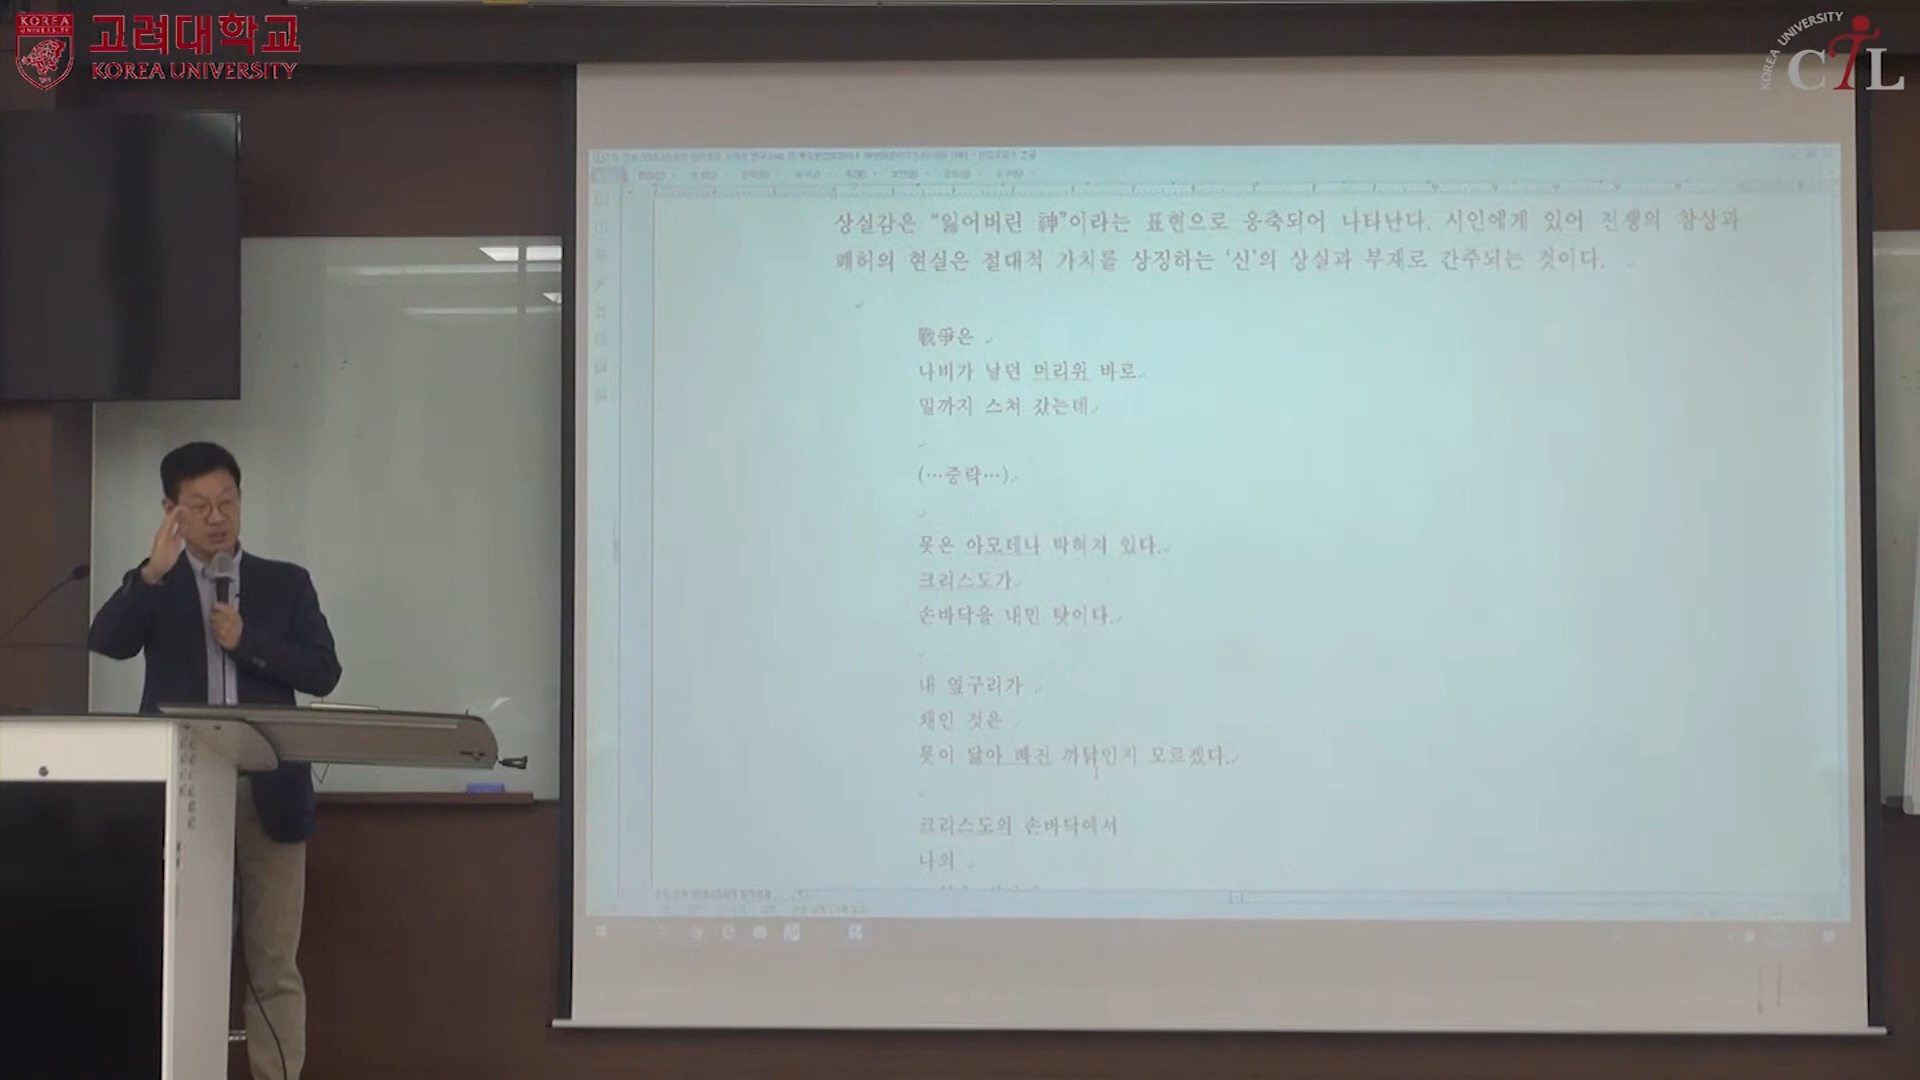 KOREA
UNIVERSITY
고려대학교
KOREA UNIVERSITY
KOREA UNIVERSITY
CTL
상실감은 “잃어버린 神”이라는 표현으로 응축되어 나타난다. 시인에게 있어 전쟁의 참상과
폐허의 현실은 절대적 가치를 상징하는 ‘신’의 상실과 부재로 간주되는 것이다.
戰爭은
나비가 날던 머리위 바로
밑까지 스쳐 갔는데
(…중략…)
못은 아모데나 박혀져 있다.
크리스도가
손바닥을 내민 탓이다.
내 옆구리가
채인 것은
못이 닳아 빠진 까닭인지 모르겠다.
크리스도의 손바닥에서
나의